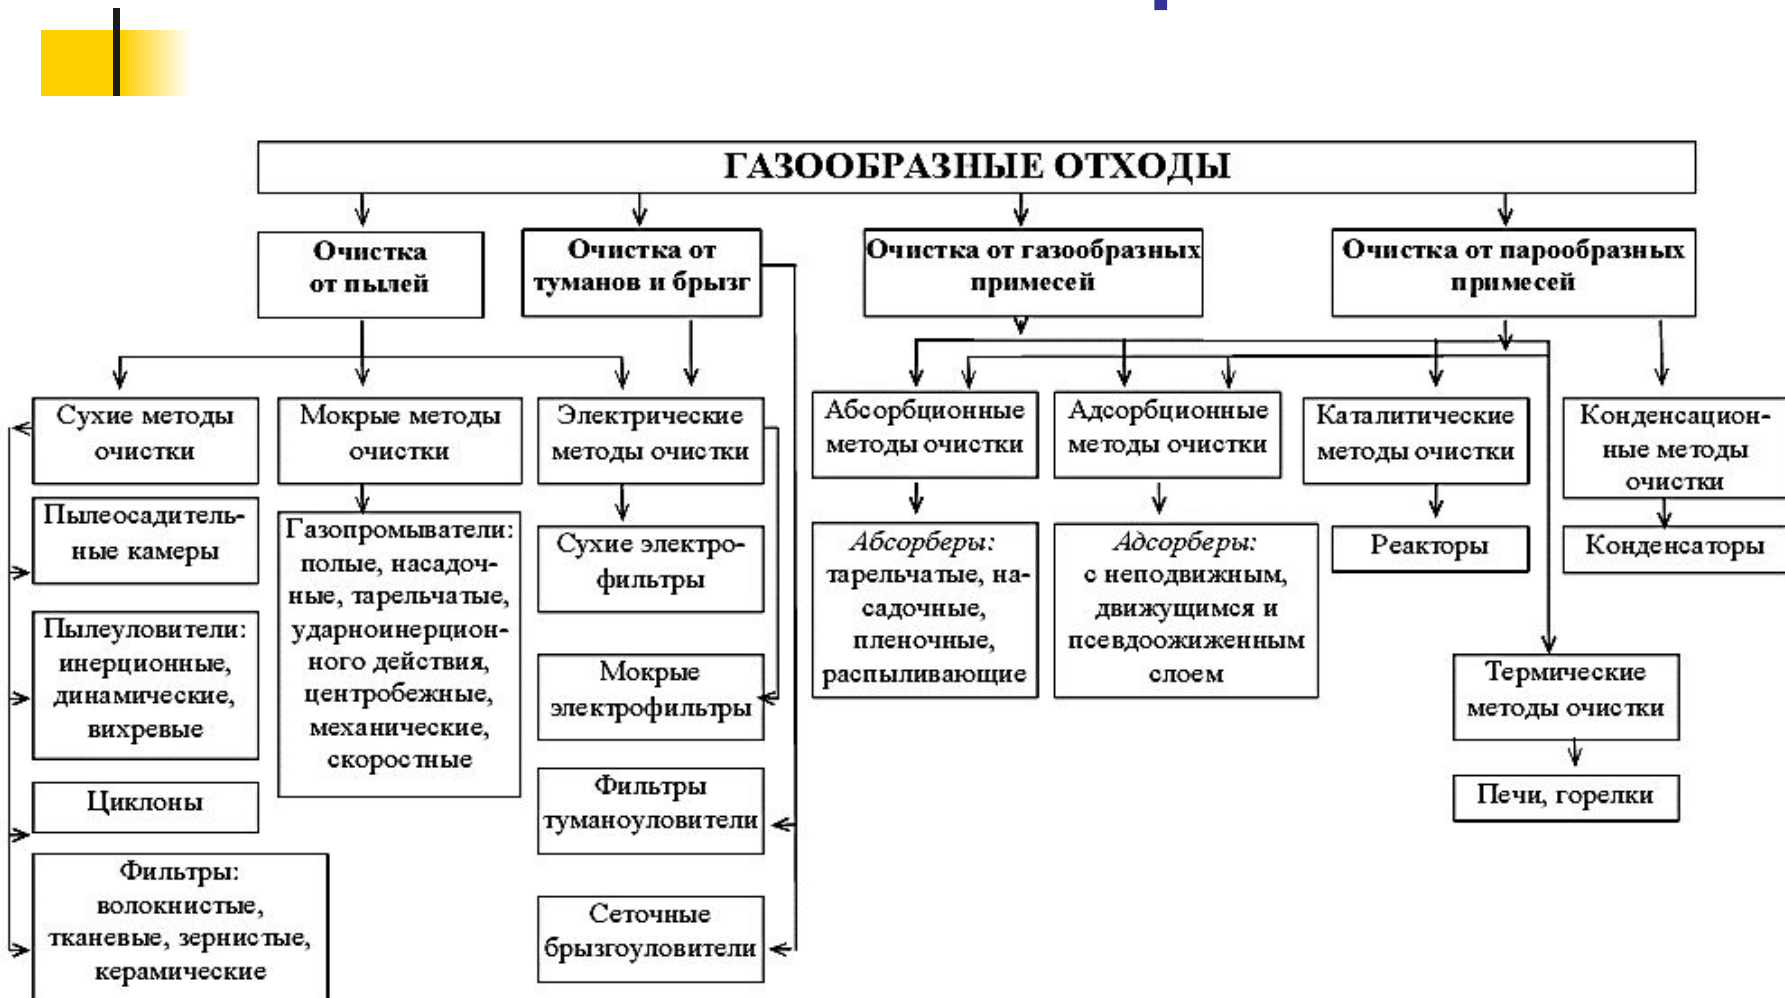 ГАЗООБРАЗНЫЕ ОТХОДЫ
Очистка
от пылей
Очистка от
туманов и брызг
Очистка от газообразных
примесей
Очистка от парообразных
примесей
Сухие методы
очистки
Мокрые методы
очистки
Электрические
методы очистки
Абсорбционные
методы очистки
Адсорбционные
методы очистки
Каталитические
методы очистки
Конденсацион-
ные методы
очистки
Пылеосадитель-
ные камеры
Пылеуловители:
инерционные,
динамические,
вихревые
Циклоны
Фильтры:
волокнистые,
тканевые, зернистые,
керамические
Газопромыватели:
полые, насадоч-
ные, тарельчатые,
ударноинерцион-
ного действия,
центробежные,
механические,
скоростные
Сухие электро-
фильтры
Мокрые
электрофильтры
Фильтры
туманоуловители
Сеточные
брызгоуловители
Абсорберы:
тарельчатые, на-
садочные,
пленочные,
распыливающие
Адсорберы:
с неподвижным,
движущимся и
псевдоожиженным
слоем
Реакторы
Конденсаторы
Термические
методы очистки
Печи, горелки